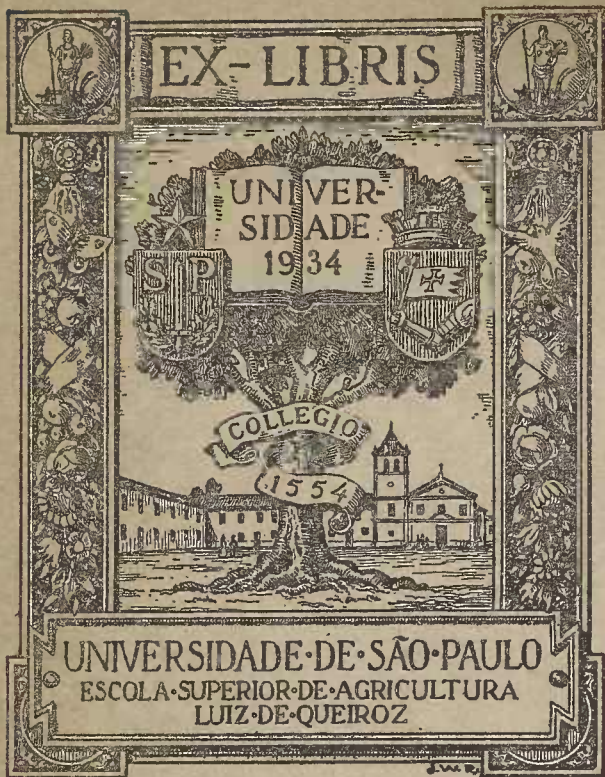 EX-LIBRIS
UNIVER-
SIDADE
1934
S P
COLLEGIO
1554
UNIVERSIDADE·DE·SÃO·PAULO
ESCOLA·SUPERIOR·DE·AGRICULTURA
LUIZ·DE·QUEIROZ
J.W.R.